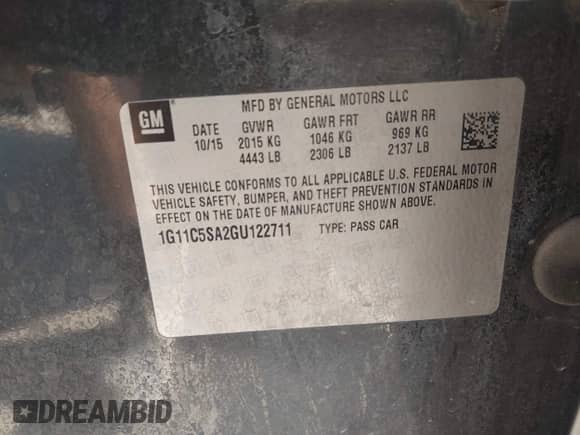 GM
MFD BY GENERAL MOTORS LLC
DATE GVWR GAWR FRT GAWR RR
10/15 2015 KG 1046 KG 969 KG
4443 LB 2306 LB 2137 LB
THIS VEHICLE CONFORMS TO ALL APPLICABLE U.S. FEDERAL MOTOR
VEHICLE SAFETY, BUMPER, AND THEFT PREVENTION STANDARDS IN
EFFECT ON THE DATE OF MANUFACTURE SHOWN ABOVE.
1G11C5SA2GU122711 TYPE: PASS CAR
DREAMBID